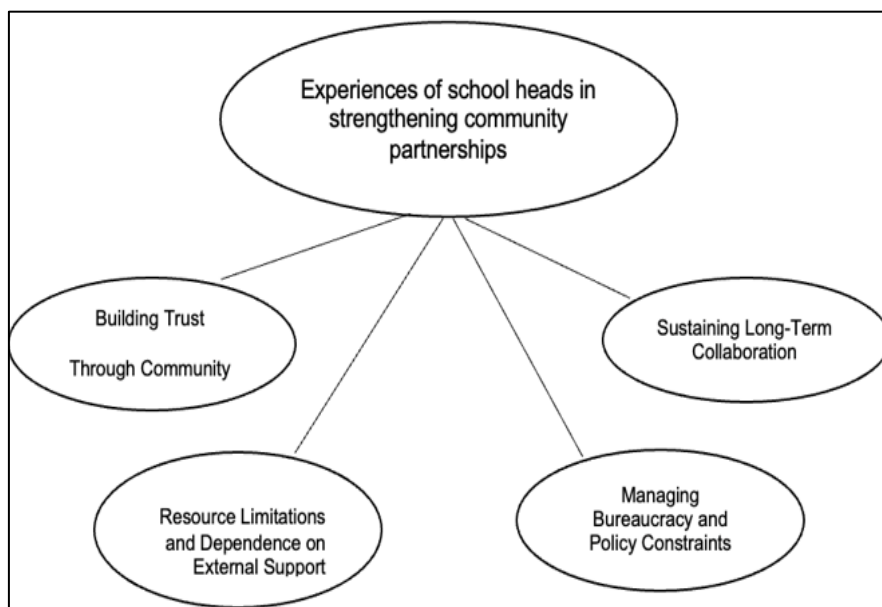 Experiences of school heads in
strengthening community
partnerships
Building Trust
Through Community
Sustaining Long-Term
Collaboration
Resource Limitations
and Dependence on
External Support
Managing
Bureaucracy and
Policy Constraints